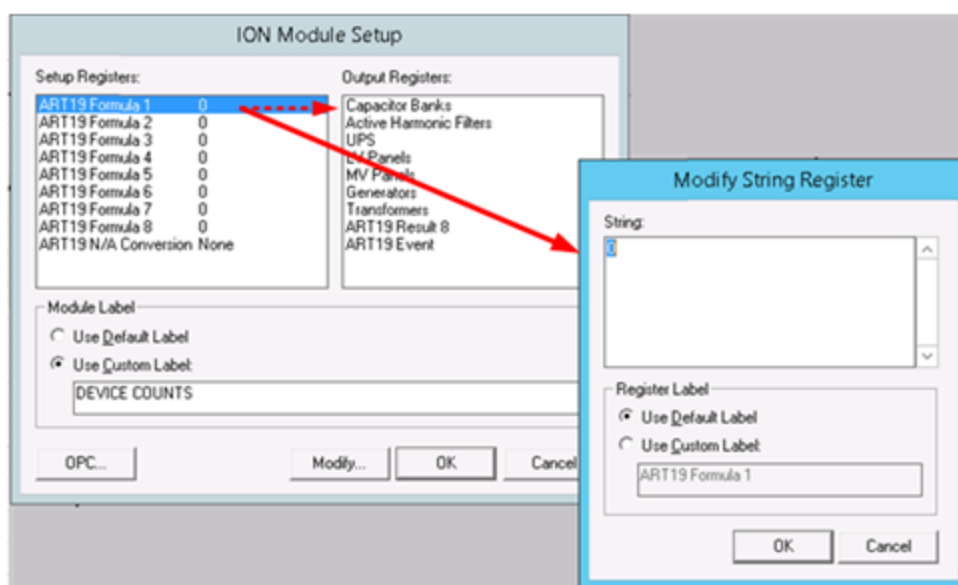 ION Module Setup
Setup Registers:
ART19 Formula 1 0
ART19 Formula 2 0
ART19 Formula 3 0
ART19 Formula 4 0
ART19 Formula 5 0
ART19 Formula 6 0
ART19 Formula 7 0
ART19 Formula 8 0
ART19 N/A Conversion None
Output Registers:
Capacitor Banks
Active Harmonic Filters
UPS
LV Panels
MV Panels
Generators
Transformers
ART19 Result 8
ART19 Event
Module Label
Use Default Label
Use Custom Label:
DEVICE COUNTS
OPC...
Modify...
OK
Cancel
Modify String Register
String:
0
Register Label
Use Default Label
Use Custom Label:
ART19 Formula 1
OK
Cancel